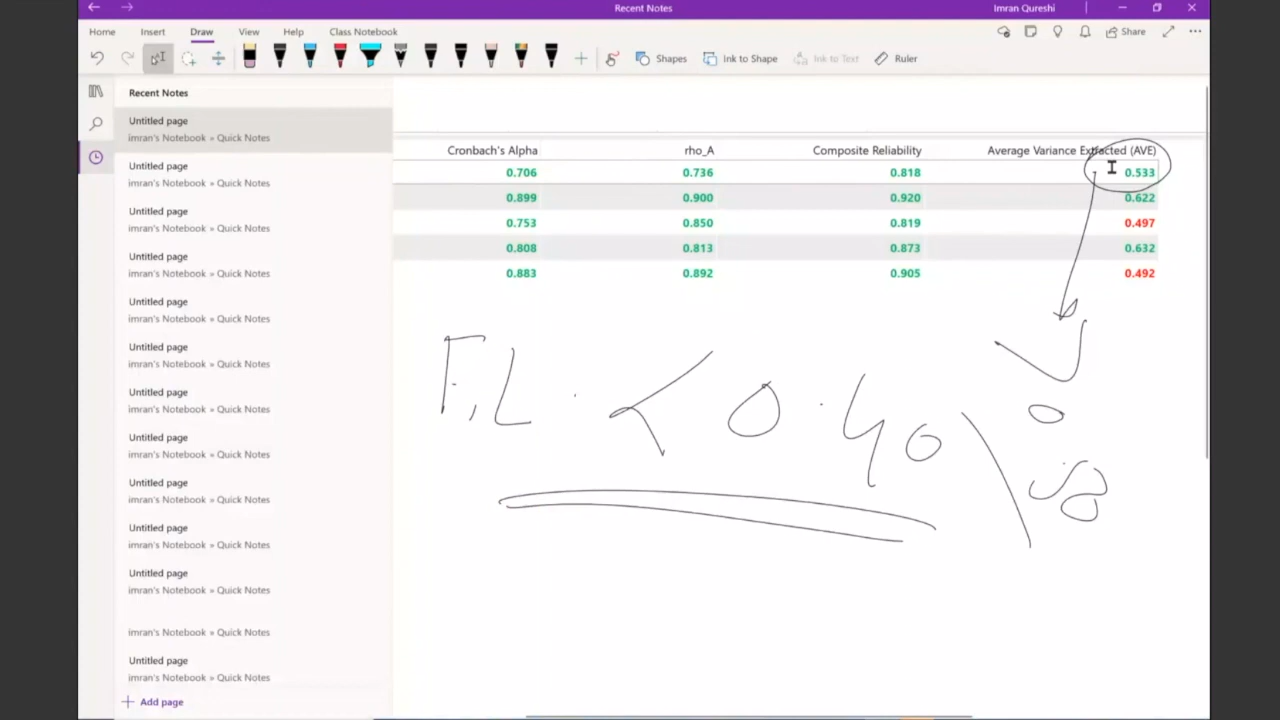 Recent Notes
Imran Qureshi
Home Insert Draw View Help Class Notebook
Share
Shapes Ink to Shape Ink to Text Ruler
Recent Notes
Untitled page
imran's Notebook » Quick Notes
Untitled page
imran's Notebook » Quick Notes
Untitled page
imran's Notebook » Quick Notes
Untitled page
imran's Notebook » Quick Notes
Untitled page
imran's Notebook » Quick Notes
Untitled page
imran's Notebook » Quick Notes
Untitled page
imran's Notebook » Quick Notes
Untitled page
imran's Notebook » Quick Notes
Untitled page
imran's Notebook » Quick Notes
Untitled page
imran's Notebook » Quick Notes
Untitled page
imran's Notebook » Quick Notes
imran's Notebook » Quick Notes
Untitled page
imran's Notebook » Quick Notes
Add page
Cronbach's Alpha rho_A Composite Reliability Average Variance Extracted (AVE)
0.706 0.736 0.818 0.533
0.899 0.900 0.920 0.622
0.753 0.850 0.819 0.497
0.808 0.813 0.873 0.632
0.883 0.892 0.905 0.492
F.L. < 0.40